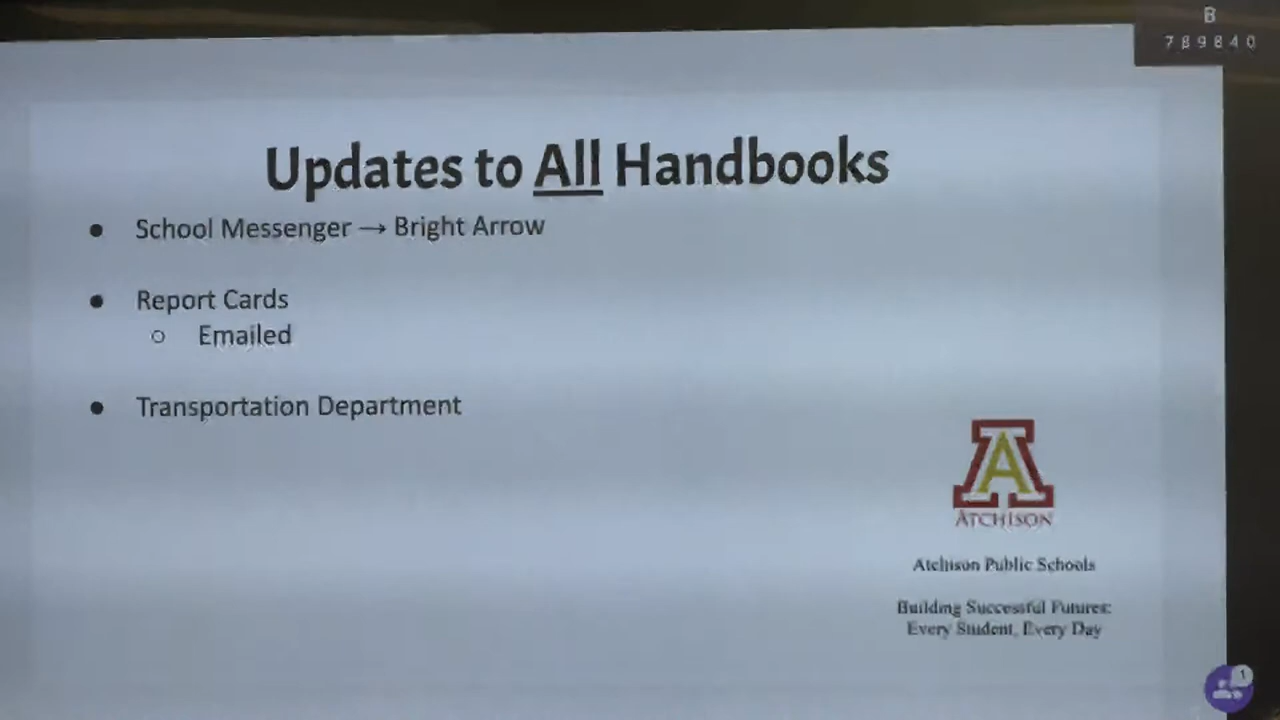 B
789840
Updates to All Handbooks
● School Messenger → Bright Arrow
● Report Cards
○ Emailed
● Transportation Department
A
ATCHISON
Atchison Public Schools
Building Successful Futures:
Every Student, Every Day
1